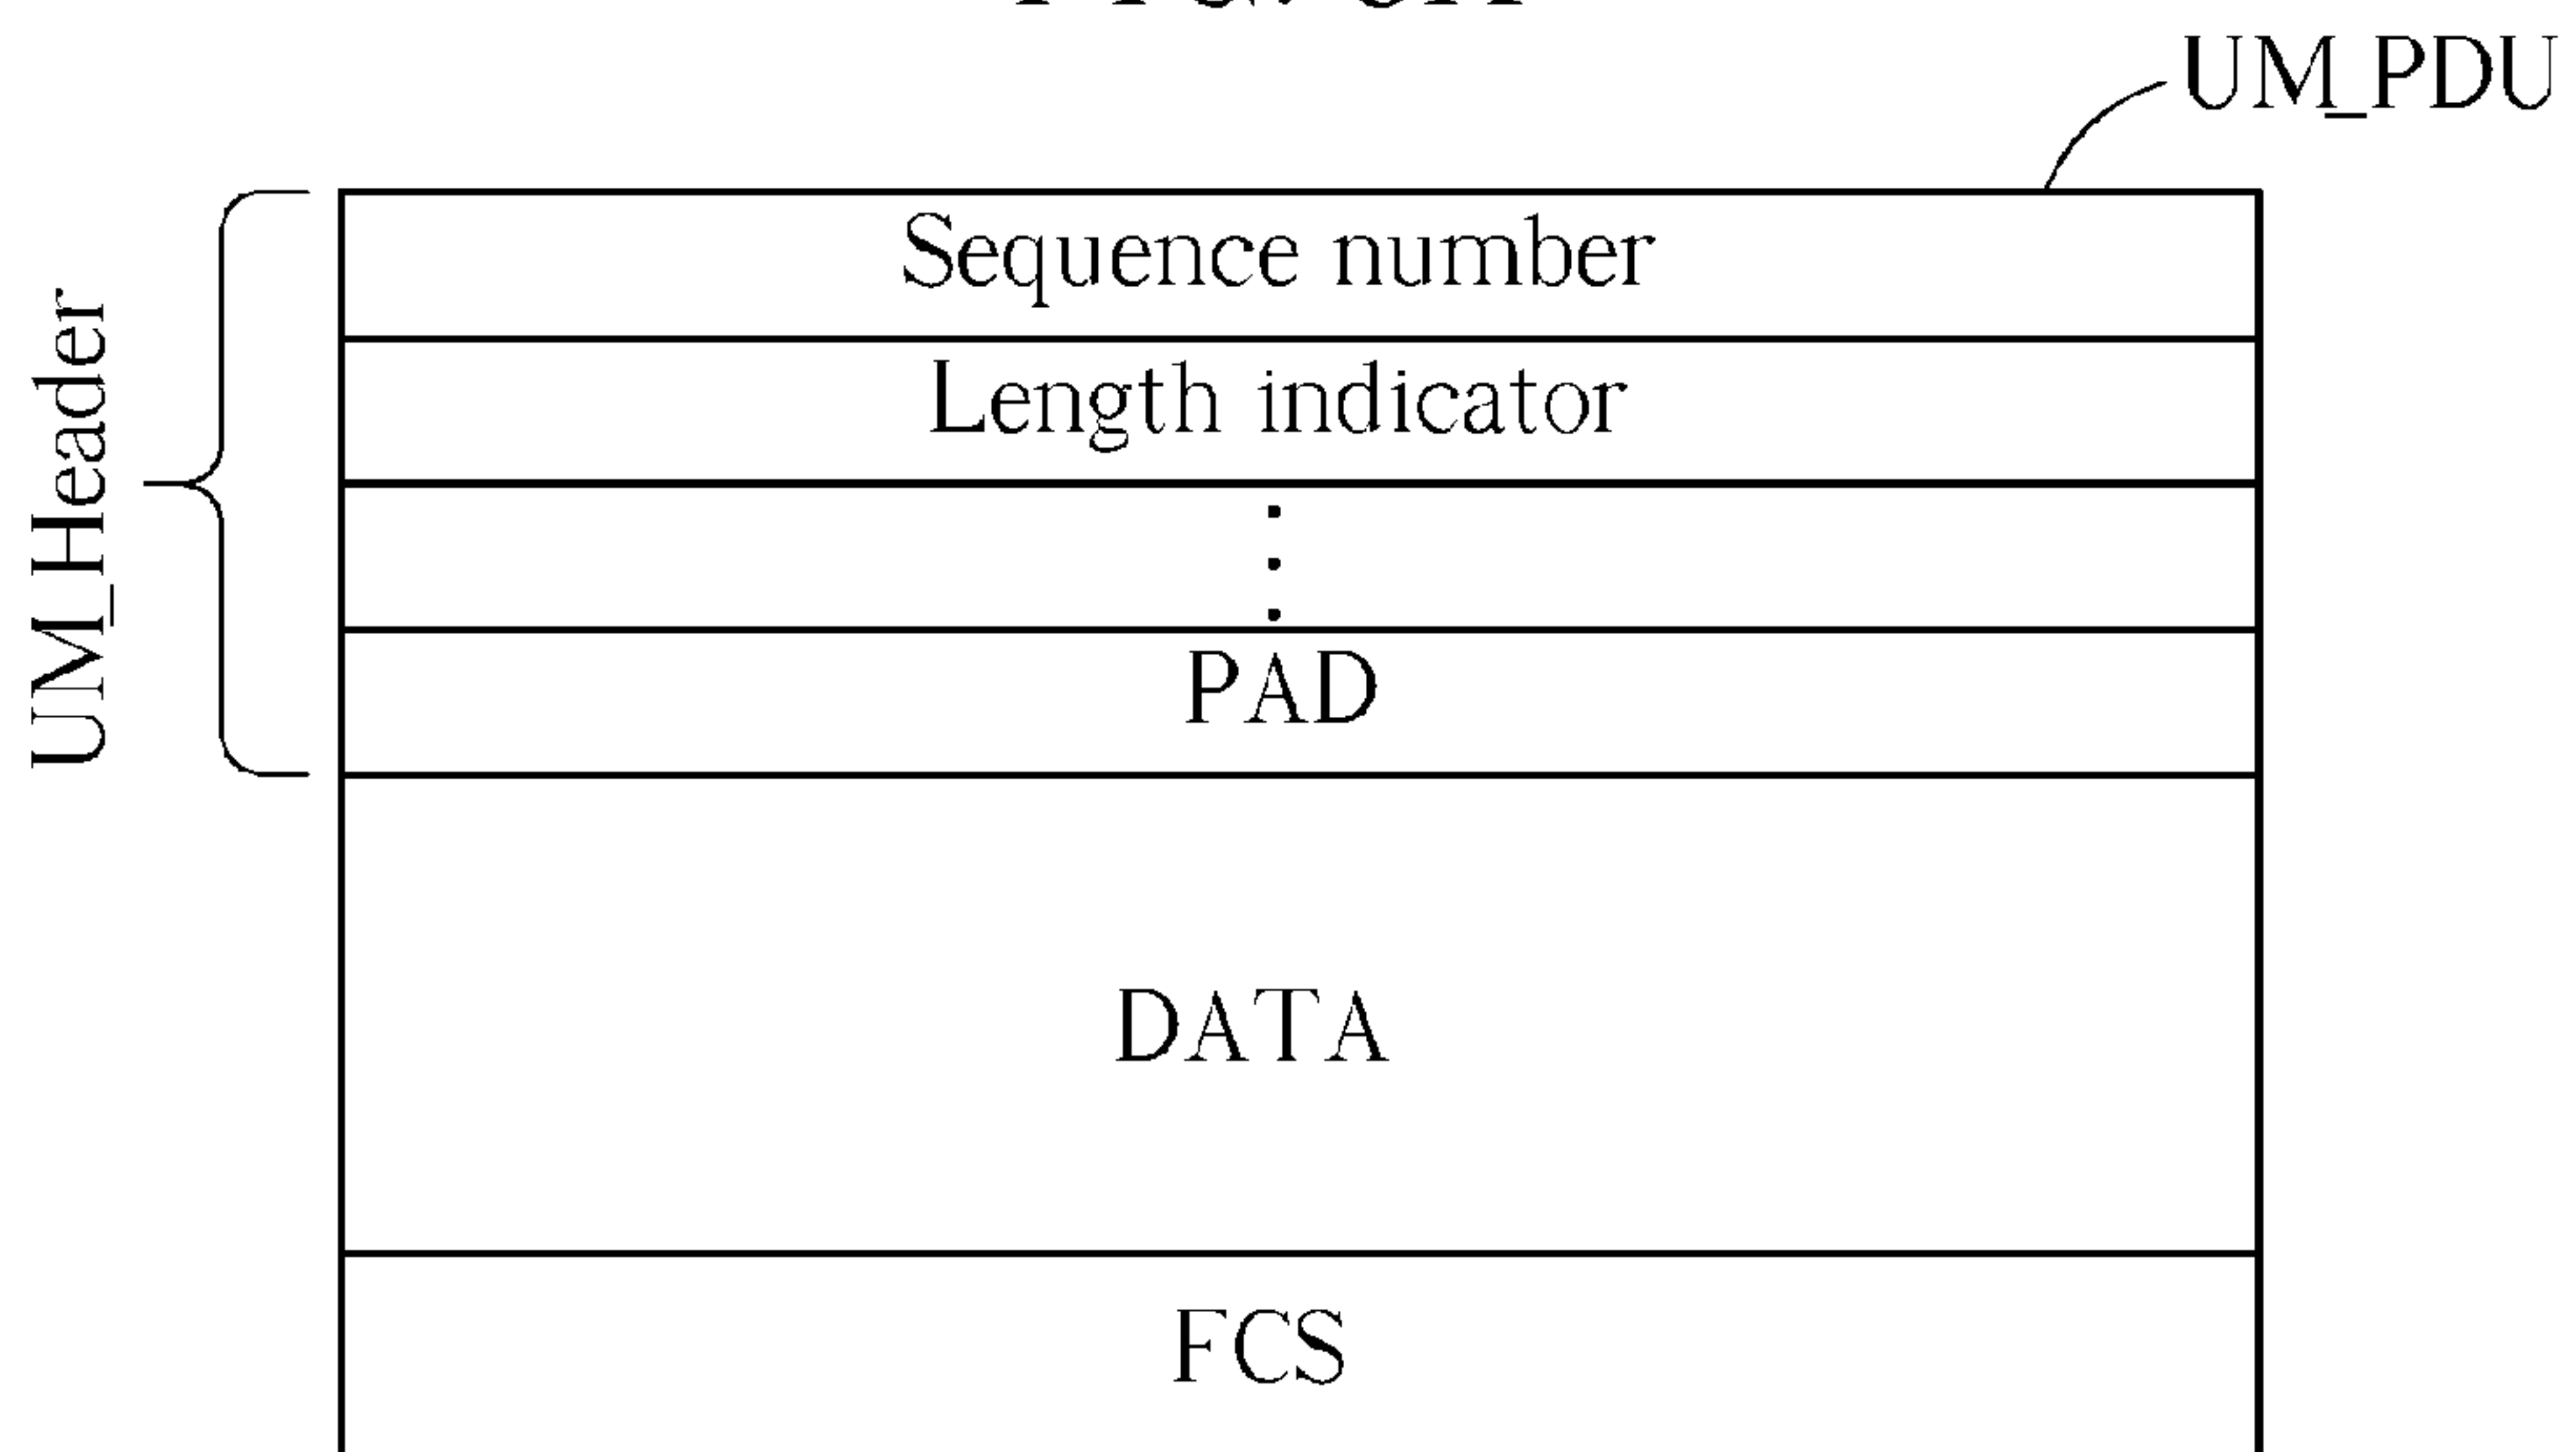 UM_PDU
UM_Header
Sequence number
Length indicator
PAD
DATA
FCS